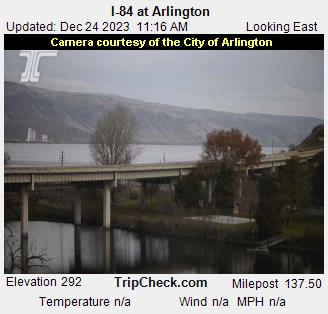 I-84 at Arlington
Updated: Dec 24 2023 11:16 AM Looking East
Camera courtesy of the City of Arlington
Elevation 292 TripCheck.com Milepost 137.50
Temperature n/a Wind n/a MPH n/a